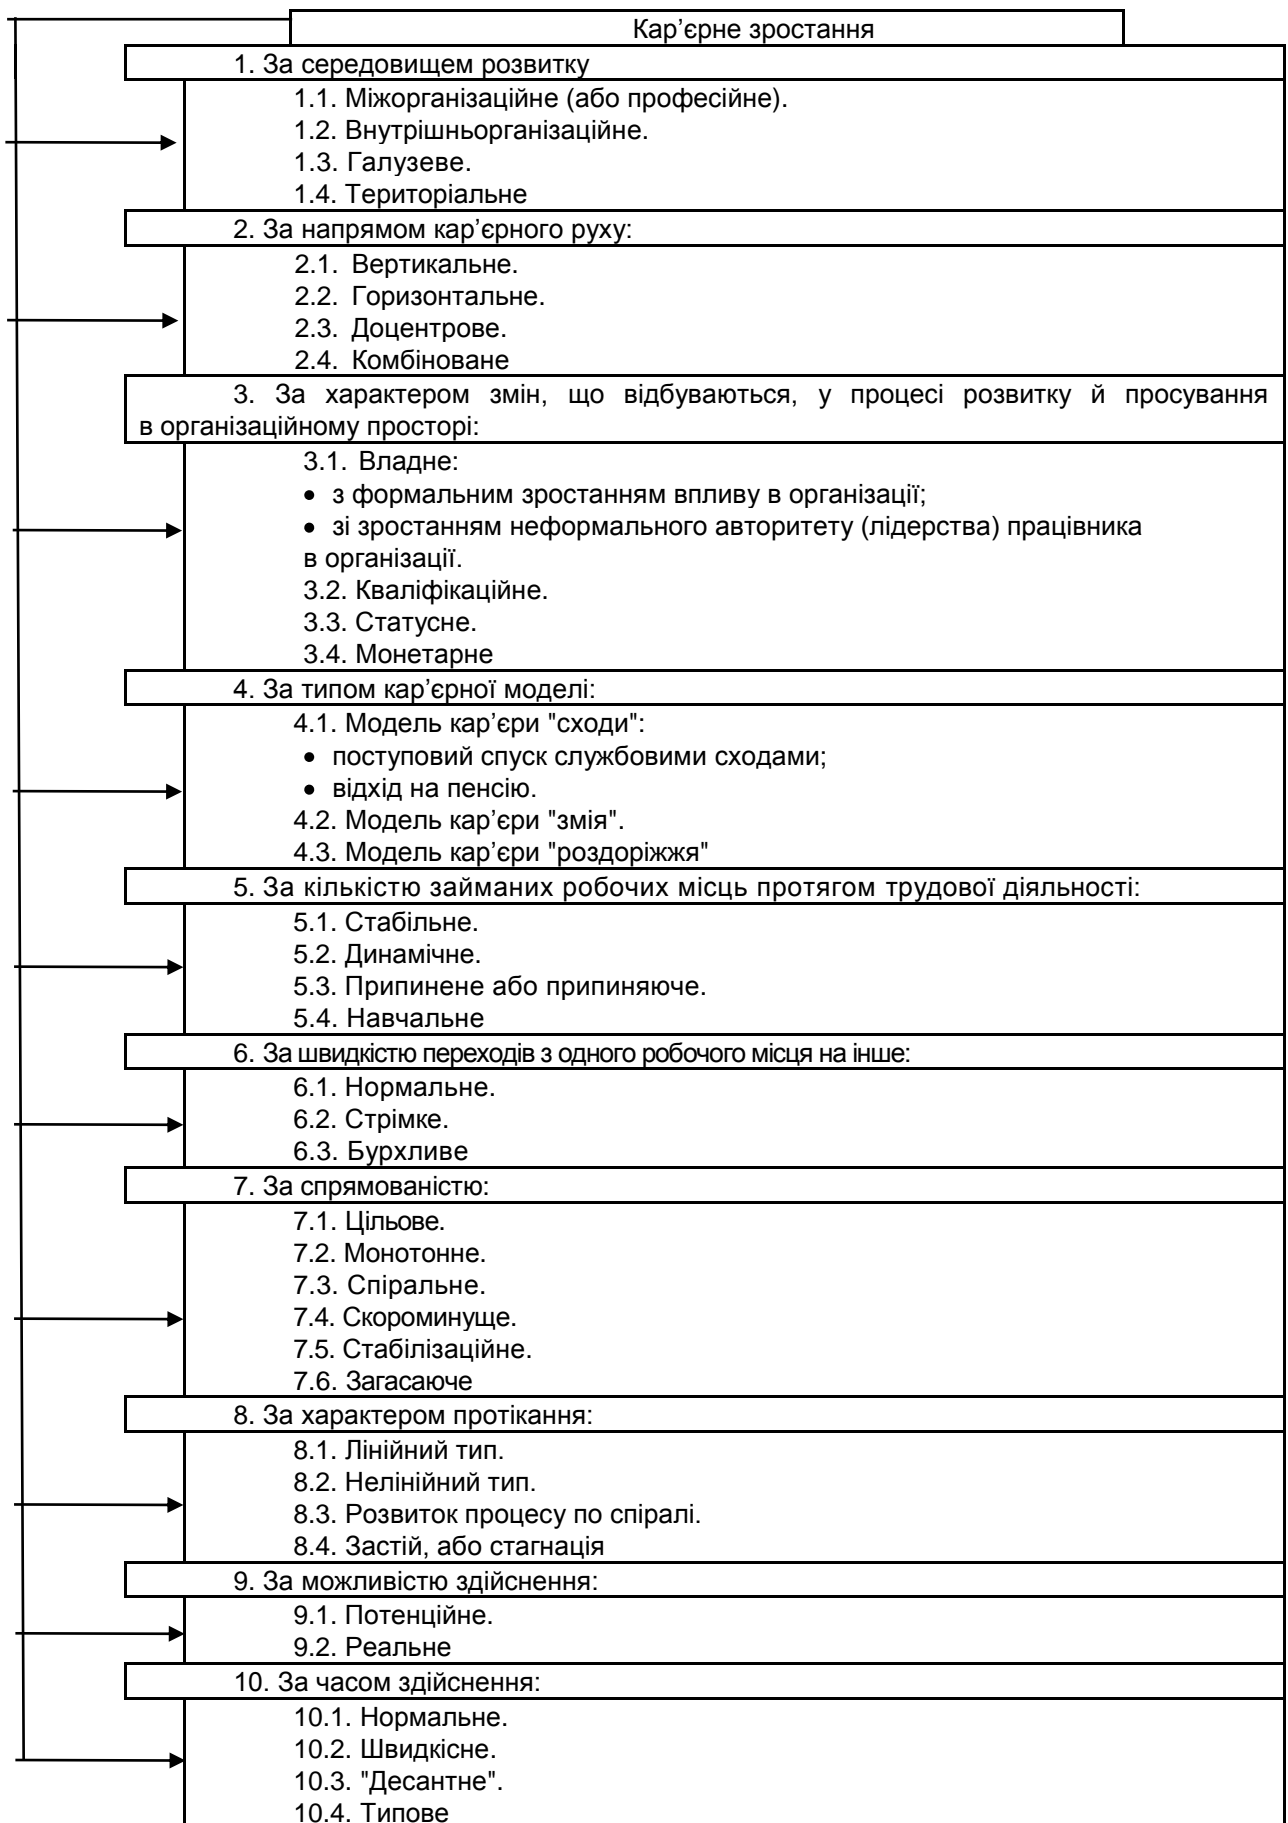 Кар’єрне зростання
1. За середовищем розвитку
1.1. Міжорганізаційне (або професійне).
1.2. Внутрішньорганізаційне.
1.3. Галузеве.
1.4. Територіальне
2. За напрямом кар’єрного руху:
2.1. Вертикальне.
2.2. Горизонтальне.
2.3. Доцентрове.
2.4. Комбіноване
3. За характером змін, що відбуваються, у процесі розвитку й просування
в організаційному просторі:
3.1. Владне:
• з формальним зростанням впливу в організації;
• зі зростанням неформального авторитету (лідерства) працівника
в організації.
3.2. Кваліфікаційне.
3.3. Статусне.
3.4. Монетарне
4. За типом кар’єрної моделі:
4.1. Модель кар’єри "сходи":
• поступовий спуск службовими сходами;
• відхід на пенсію.
4.2. Модель кар’єри "змія".
4.3. Модель кар’єри "роздоріжжя"
5. За кількістю займаних робочих місць протягом трудової діяльності:
5.1. Стабільне.
5.2. Динамічне.
5.3. Припинене або припиняюче.
5.4. Навчальне
6. За швидкістю переходів з одного робочого місця на інше:
6.1. Нормальне.
6.2. Стрімке.
6.3. Бурхливе
7. За спрямованістю:
7.1. Цільове.
7.2. Монотонне.
7.3. Спіральне.
7.4. Скороминуще.
7.5. Стабілізаційне.
7.6. Загасаюче
8. За характером протікання:
8.1. Лінійний тип.
8.2. Нелінійний тип.
8.3. Розвиток процесу по спіралі.
8.4. Застій, або стагнація
9. За можливістю здійснення:
9.1. Потенційне.
9.2. Реальне
10. За часом здійснення:
10.1. Нормальне.
10.2. Швидкісне.
10.3. "Десантне".
10.4. Типове